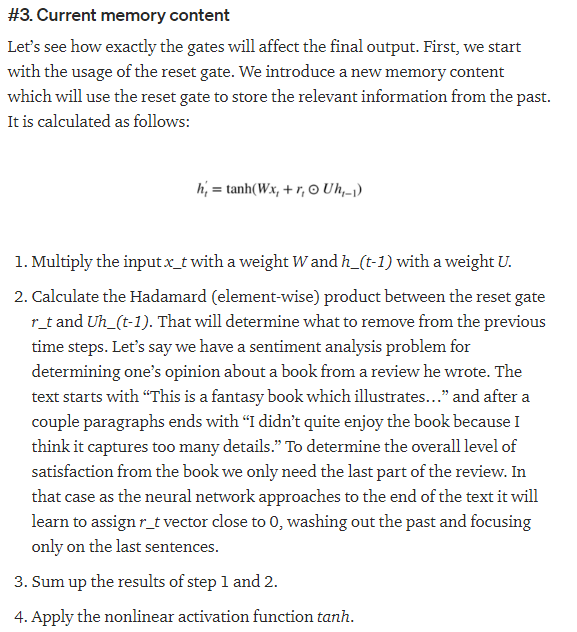 #3. Current memory content
Let’s see how exactly the gates will affect the final output. First, we start
with the usage of the reset gate. We introduce a new memory content
which will use the reset gate to store the relevant information from the past.
It is calculated as follows:
h′_t = tanh(Wx_t + r_t ⊙ Uh_{t−1})
1. Multiply the input x_t with a weight W and h_(t-1) with a weight U.
2. Calculate the Hadamard (element-wise) product between the reset gate
r_t and Uh_(t-1). That will determine what to remove from the previous
time steps. Let’s say we have a sentiment analysis problem for
determining one’s opinion about a book from a review he wrote. The
text starts with “This is a fantasy book which illustrates…” and after a
couple paragraphs ends with “I didn’t quite enjoy the book because I
think it captures too many details.” To determine the overall level of
satisfaction from the book we only need the last part of the review. In
that case as the neural network approaches to the end of the text it will
learn to assign r_t vector close to 0, washing out the past and focusing
only on the last sentences.
3. Sum up the results of step 1 and 2.
4. Apply the nonlinear activation function tanh.